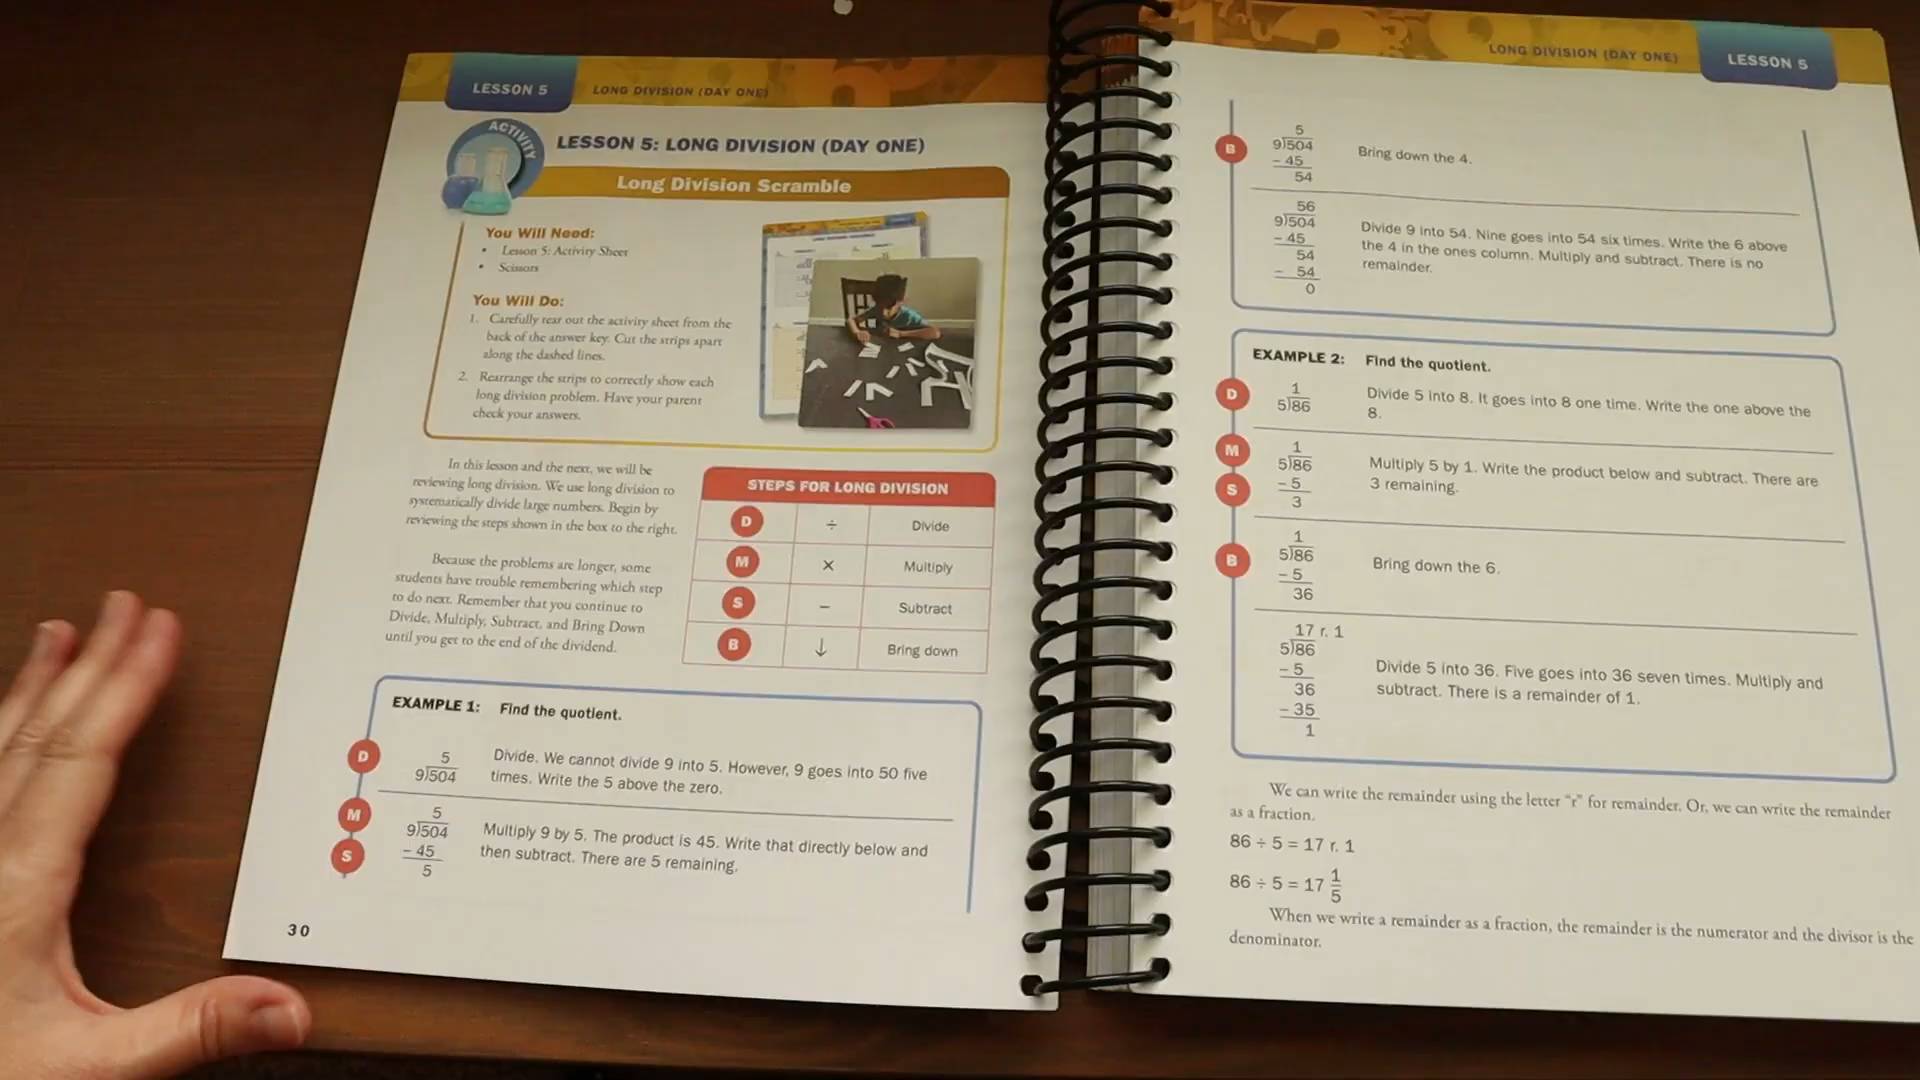 LESSON 5
LONG DIVISION (DAY ONE)
ACTIVITY
LESSON 5: LONG DIVISION (DAY ONE)
Long Division Scramble
You Will Need:
• Lesson 5: Activity Sheet
• Scissors
You Will Do:
1. Carefully tear out the activity sheet from the
back of the answer key. Cut the strips apart
along the dashed lines.
2. Rearrange the strips to correctly show each
long division problem. Have your parent
check your answers.
In this lesson and the next, we will be
reviewing long division. We use long division to
systematically divide large numbers. Begin by
reviewing the steps shown in the box to the right.
Because the problems are longer, some
students have trouble remembering which step
to do next. Remember that you continue to
Divide, Multiply, Subtract, and Bring Down
until you get to the end of the dividend.
STEPS FOR LONG DIVISION
D ÷ Divide
M × Multiply
S − Subtract
B ↓ Bring down
EXAMPLE 1: Find the quotient.
D
5
9)504
Divide. We cannot divide 9 into 5. However, 9 goes into 50 five
times. Write the 5 above the zero.
M
S
5
9)504
− 45
5
Multiply 9 by 5. The product is 45. Write that directly below and
then subtract. There are 5 remaining.
30
LONG DIVISION (DAY ONE)
LESSON 5
B
5
9)504
− 45
54
Bring down the 4.
56
9)504
− 45
54
− 54
0
Divide 9 into 54. Nine goes into 54 six times. Write the 6 above
the 4 in the ones column. Multiply and subtract. There is no
remainder.
EXAMPLE 2: Find the quotient.
D
1
5)86
Divide 5 into 8. It goes into 8 one time. Write the one above the
8.
M
S
1
5)86
− 5
3
Multiply 5 by 1. Write the product below and subtract. There are
3 remaining.
B
1
5)86
− 5
36
Bring down the 6.
17 r. 1
5)86
− 5
36
− 35
1
Divide 5 into 36. Five goes into 36 seven times. Multiply and
subtract. There is a remainder of 1.
We can write the remainder using the letter "r" for remainder. Or, we can write the remainder
as a fraction.
86 ÷ 5 = 17 r. 1
86 ÷ 5 = 17 1/5
When we write a remainder as a fraction, the remainder is the numerator and the divisor is the
denominator.